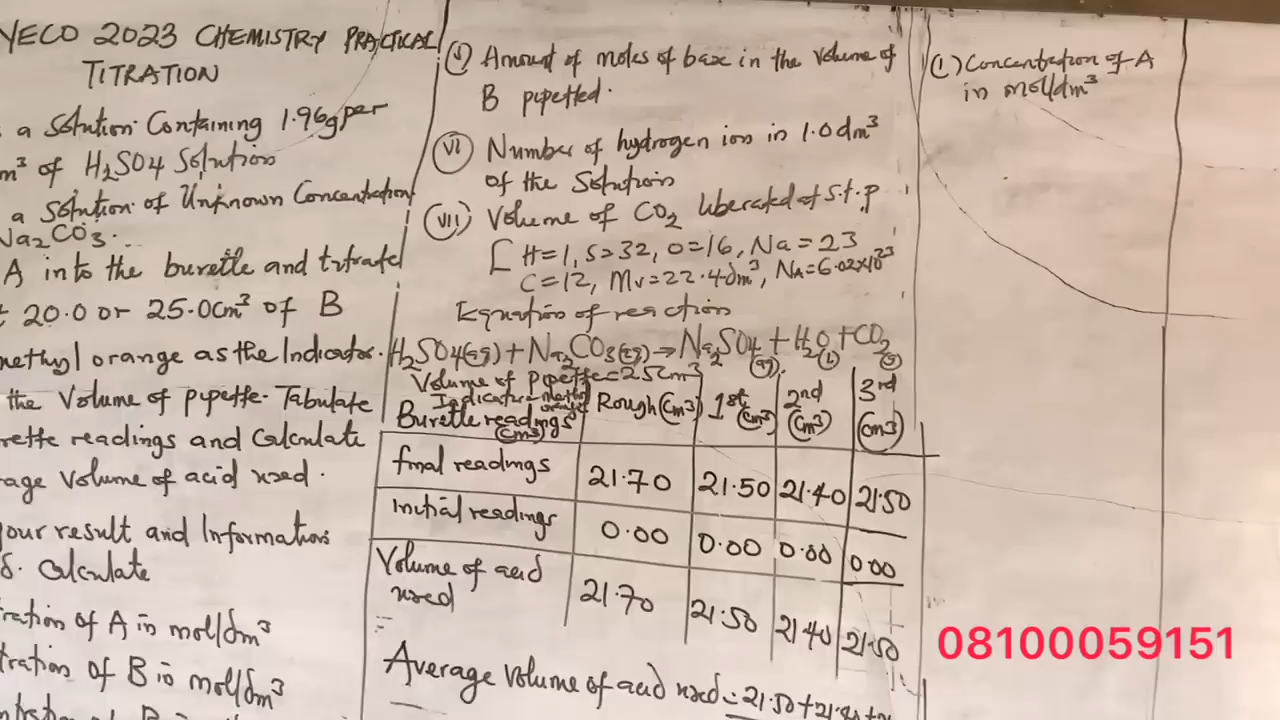 YECO 2023 CHEMISTRY PRACTICAL
TITRATION
a Solution Containing 1.96g per
m³ of H₂SO4 Solution
a Solution of Unknown Concentration
Na₂CO₃...
A into the burette and titrated
20.0 or 25.0cm³ of B
methyl orange as the Indicator.
the Volume of pipette. Tabulate
rette readings and Calculate
age Volume of acid used.
our result and Informations
Calculate
ration of A in mol/dm³
tration of B in mol/dm³
Amount of moles of base in the volume of
B pipetted.
(VI) Number of hydrogen ion in 1.0dm³
of the Solution
(VII) Volume of CO₂ liberated at s.t.p
[H=1, S=32, O=16, Na=23
C=12, Mv=22.4dm³, NA=6.02x10²³
Equation of reaction
H₂SO4(aq) + Na₂CO₃(aq) → Na₂SO4(aq) + H₂O(l) + CO₂(g)
Volume of pipette=25cm³
Indicator=methyl orange
Burette readings (cm³) Rough(cm³) 1st (cm³) 2nd (cm³) 3rd (cm³)
final readings 21.70 21.50 21.40 21.50
Initial readings 0.00 0.00 0.00 0.00
Volume of acid used 21.70 21.50 21.40 21.50
Average volume of acid used = 21.50+21.40+
(i) Concentration of A
in mol/dm³
08100059151